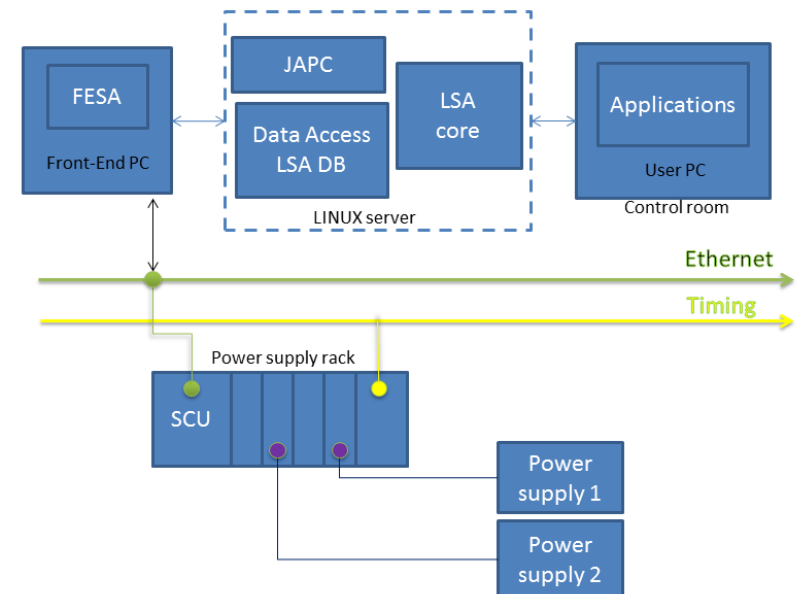 FESA
Front-End PC
JAPC
Data Access
LSA DB
LSA
core
LINUX server
Applications
User PC
Control room
Ethernet
Timing
Power supply rack
SCU
Power
supply 1
Power
supply 2